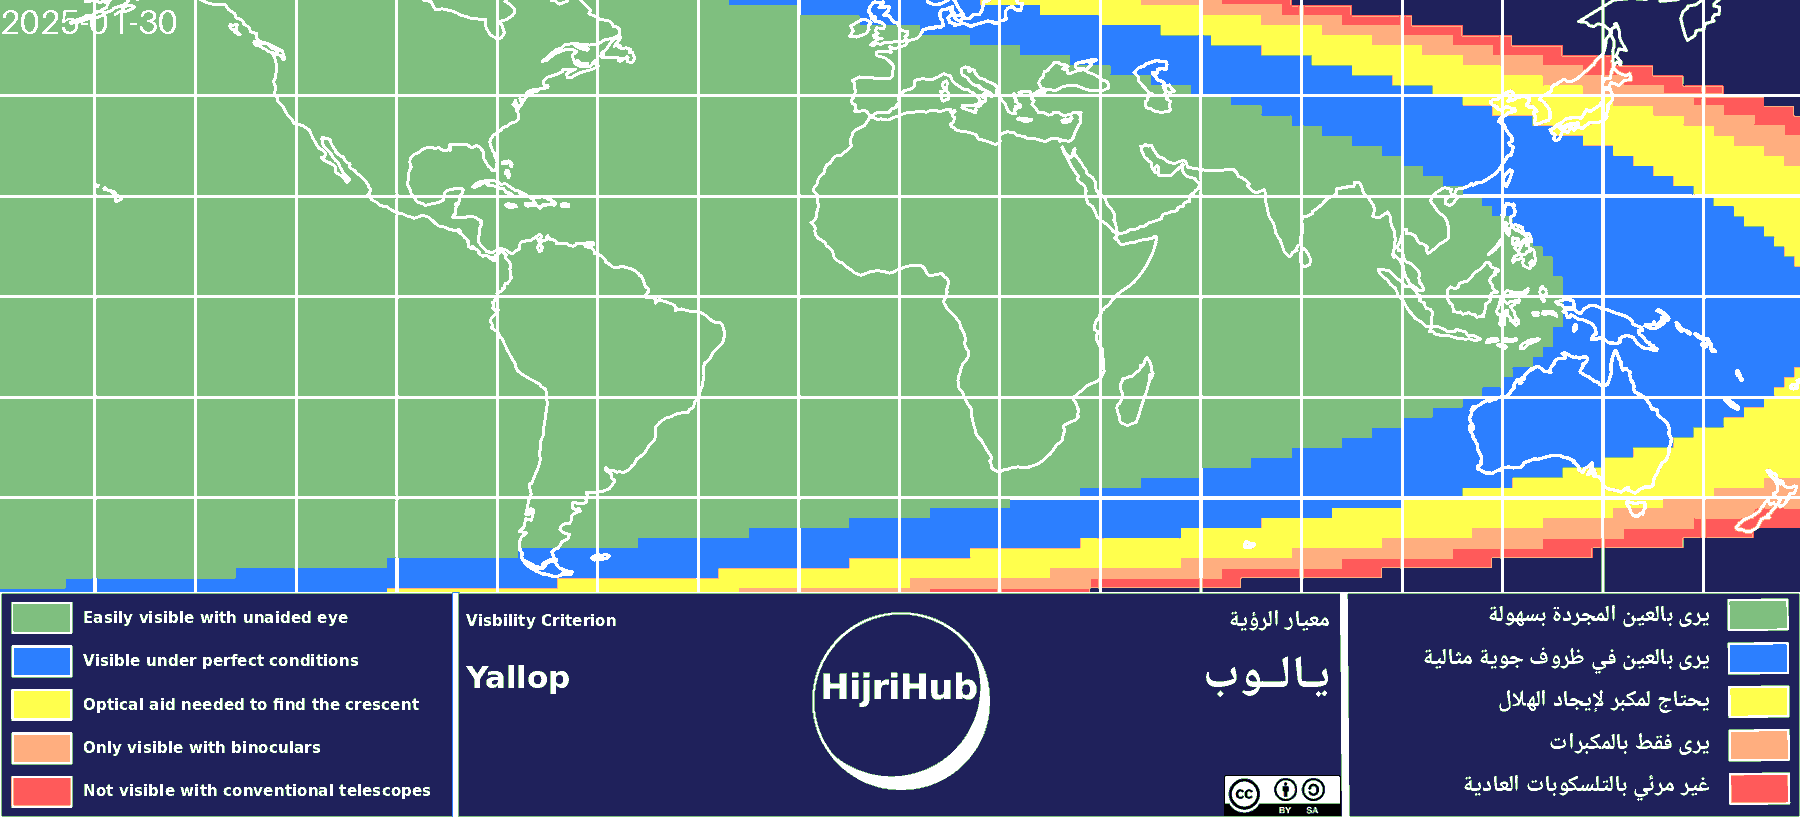 2025-01-30
Easily visible with unaided eye
Visible under perfect conditions
Optical aid needed to find the crescent
Only visible with binoculars
Not visible with conventional telescopes
Visbility Criterion
Yallop
HijriHub
معيار الرؤية
يـالــوب
cc
BY SA
يرى بالعين المجردة بسهولة
يرى بالعين في ظروف جوية مثالية
يحتاج لمكبر لإيجاد الهلال
يرى فقط بالمكبرات
غير مرئي بالتلسكوبات العادية